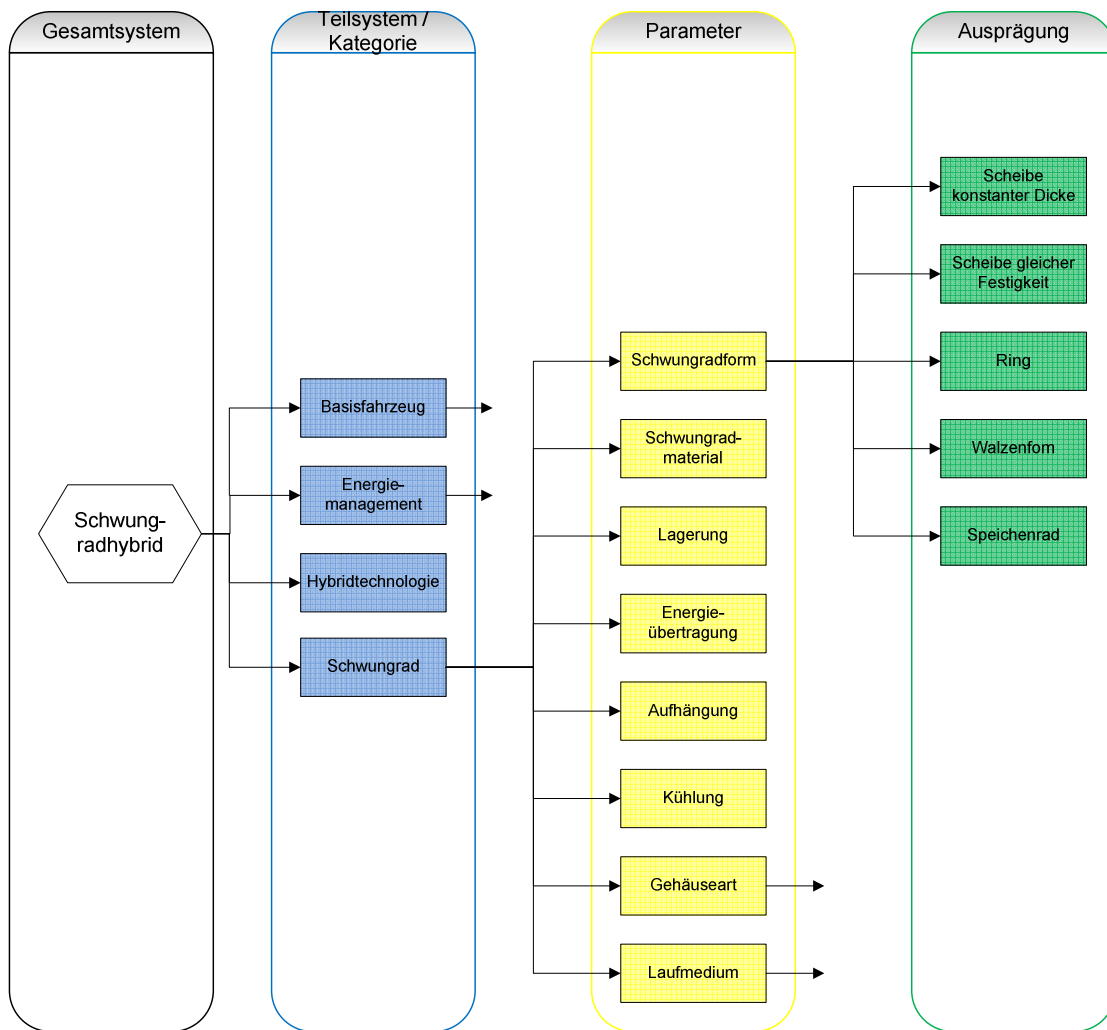 Gesamtsystem
Teilsystem /
Kategorie
Parameter
Ausprägung
Schwung-
radhybrid
Basisfahrzeug
Energie-
management
Hybridtechnologie
Schwungrad
Schwungradform
Schwungrad-
material
Lagerung
Energie-
übertragung
Aufhängung
Kühlung
Gehäuseart
Laufmedium
Scheibe
konstanter Dicke
Scheibe gleicher
Festigkeit
Ring
Walzenforn
Speichenrad